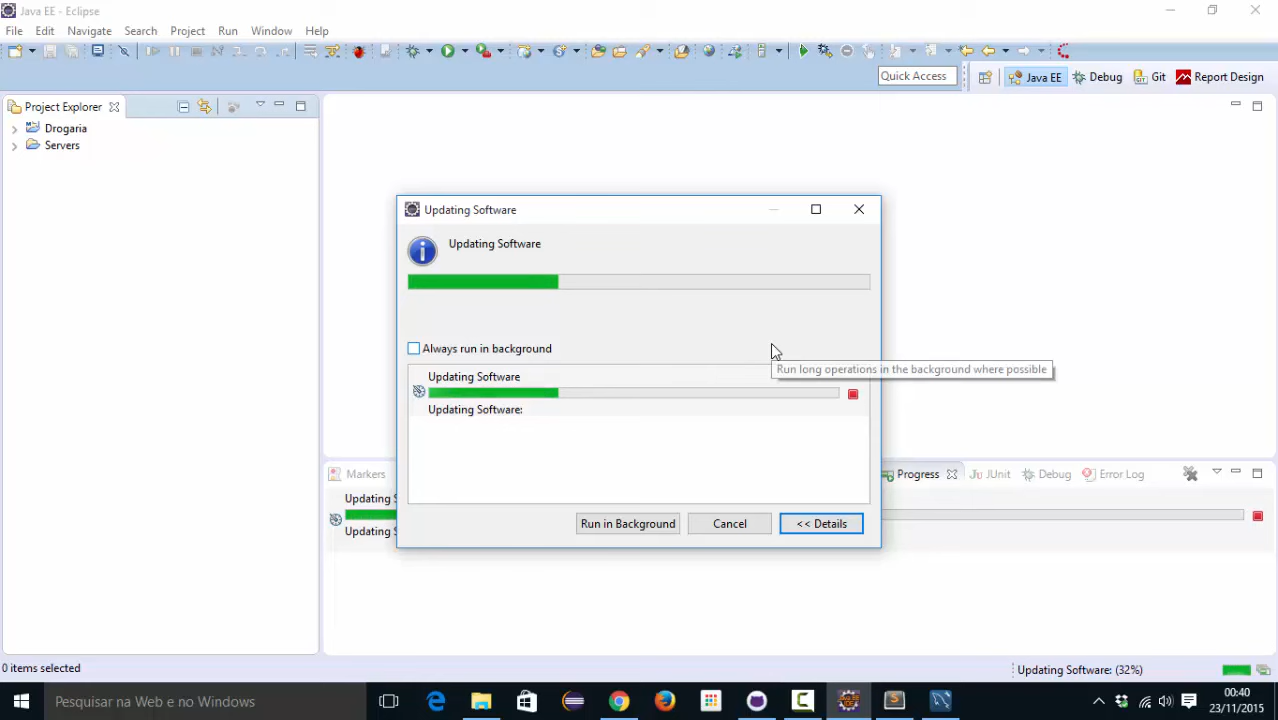 Java EE - Eclipse
File Edit Navigate Search Project Run Window Help
Quick Access
Java EE Debug Git Report Design
Project Explorer
Drogaria
Servers
Updating Software
Updating Software
Always run in background
Run long operations in the background where possible
Updating Software
Updating Software:
Run in Background Cancel << Details
Markers Progress JUnit Debug Error Log
Updating S
Updating S
0 items selected
Updating Software: (32%)
Pesquisar na Web e no Windows
00:40
23/11/2015